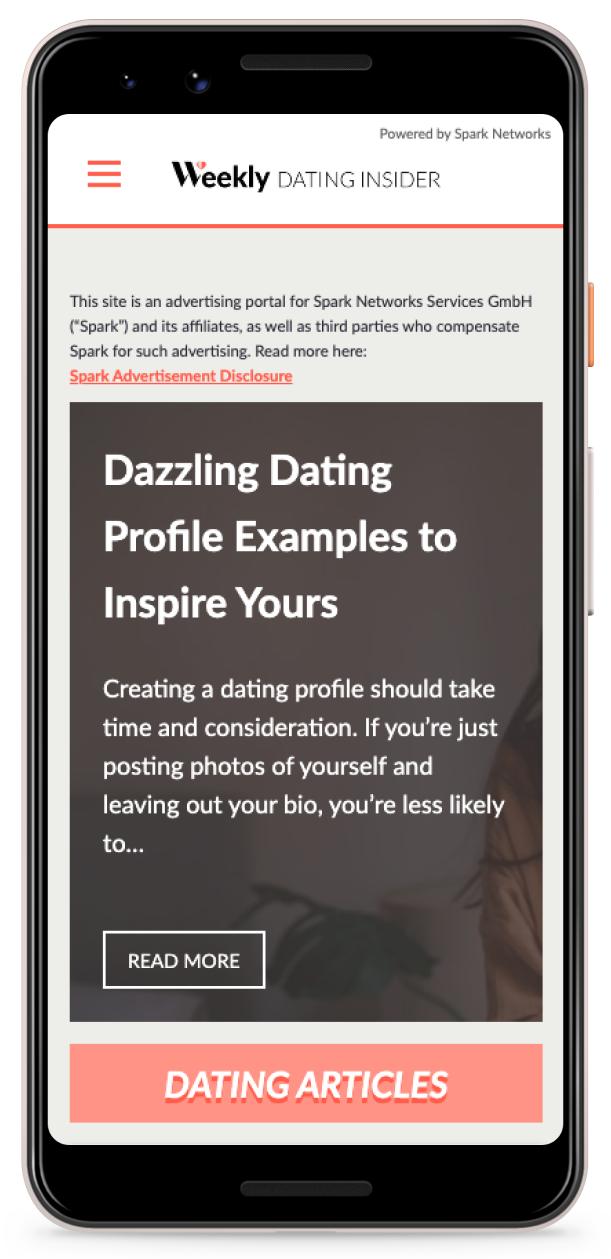 Powered by Spark Networks
Weekly DATING INSIDER
This site is an advertising portal for Spark Networks Services GmbH
(“Spark”) and its affiliates, as well as third parties who compensate
Spark for such advertising. Read more here:
Spark Advertisement Disclosure
Dazzling Dating
Profile Examples to
Inspire Yours
Creating a dating profile should take
time and consideration. If you’re just
posting photos of yourself and
leaving out your bio, you’re less likely
to...
READ MORE
DATING ARTICLES